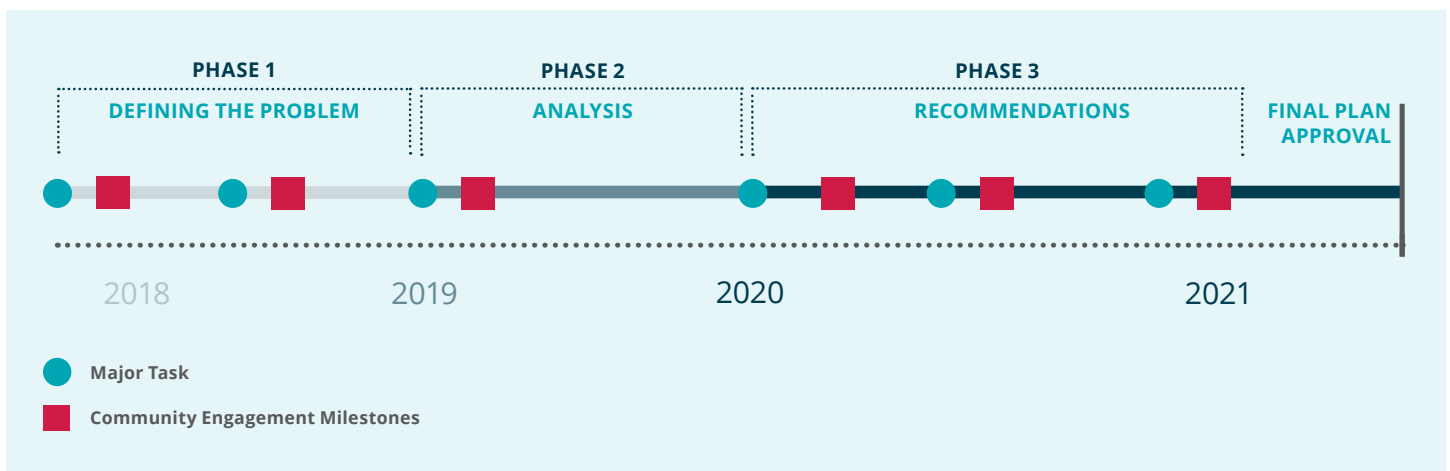 PHASE 1
DEFINING THE PROBLEM
PHASE 2
ANALYSIS
PHASE 3
RECOMMENDATIONS
FINAL PLAN
APPROVAL
2018
2019
2020
2021
Major Task
Community Engagement Milestones